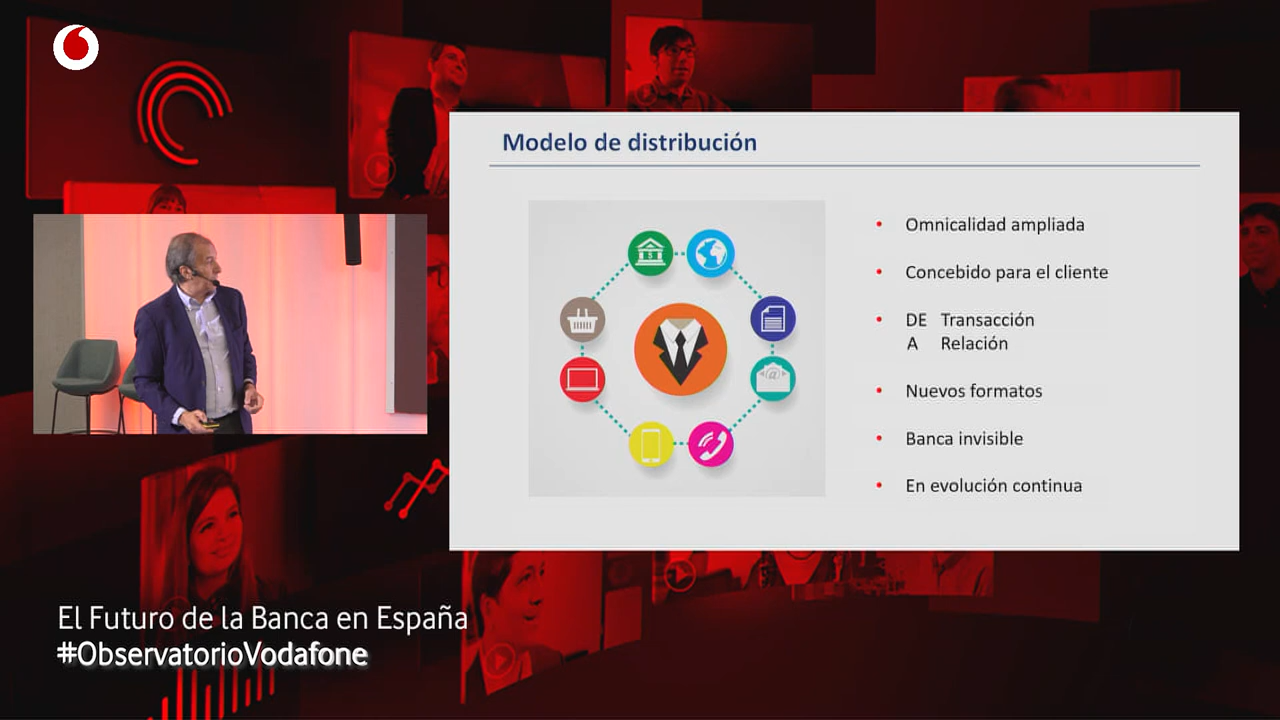 Modelo de distribución
Omnicalidad ampliada
Concebido para el cliente
DE Transacción
A Relación
Nuevos formatos
Banca invisible
En evolución continua
El Futuro de la Banca en España
#ObservatorioVodafone